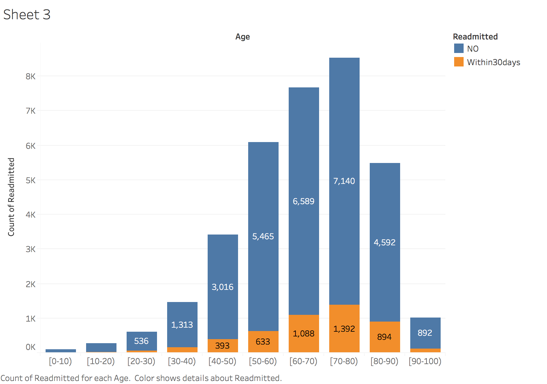 Sheet 3
Age
Readmitted
NO
Within30days
Count of Readmitted
8K
7K
6K
5K
4K
3K
2K
1K
0K
536
1,313
3,016
393
5,465
633
6,589
1,088
7,140
1,392
4,592
894
892
[0-10) [10-20) [20-30) [30-40) [40-50) [50-60) [60-70) [70-80) [80-90) [90-100)
Count of Readmitted for each Age. Color shows details about Readmitted.